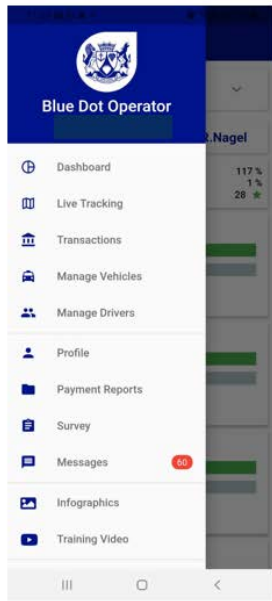 Blue Dot Operator
R.Nagel
Dashboard
117 %
1 %
28
Live Tracking
Transactions
Manage Vehicles
Manage Drivers
Profile
Payment Reports
Survey
Messages
60
Infographics
Training Video